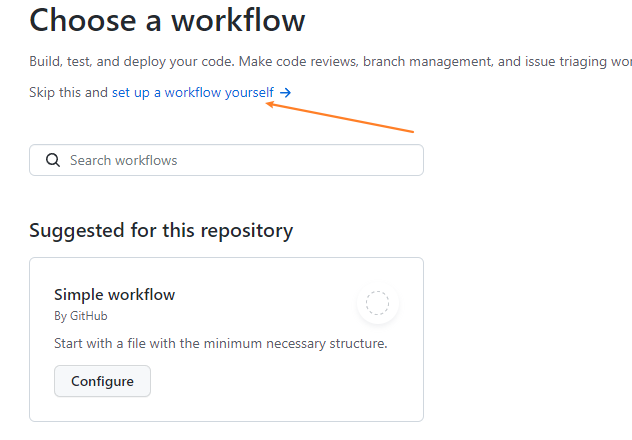 Choose a workflow
Build, test, and deploy your code. Make code reviews, branch management, and issue triaging
Skip this and set up a workflow yourself →
Search workflows
Suggested for this repository
Simple workflow
By GitHub
Start with a file with the minimum necessary structure.
Configure